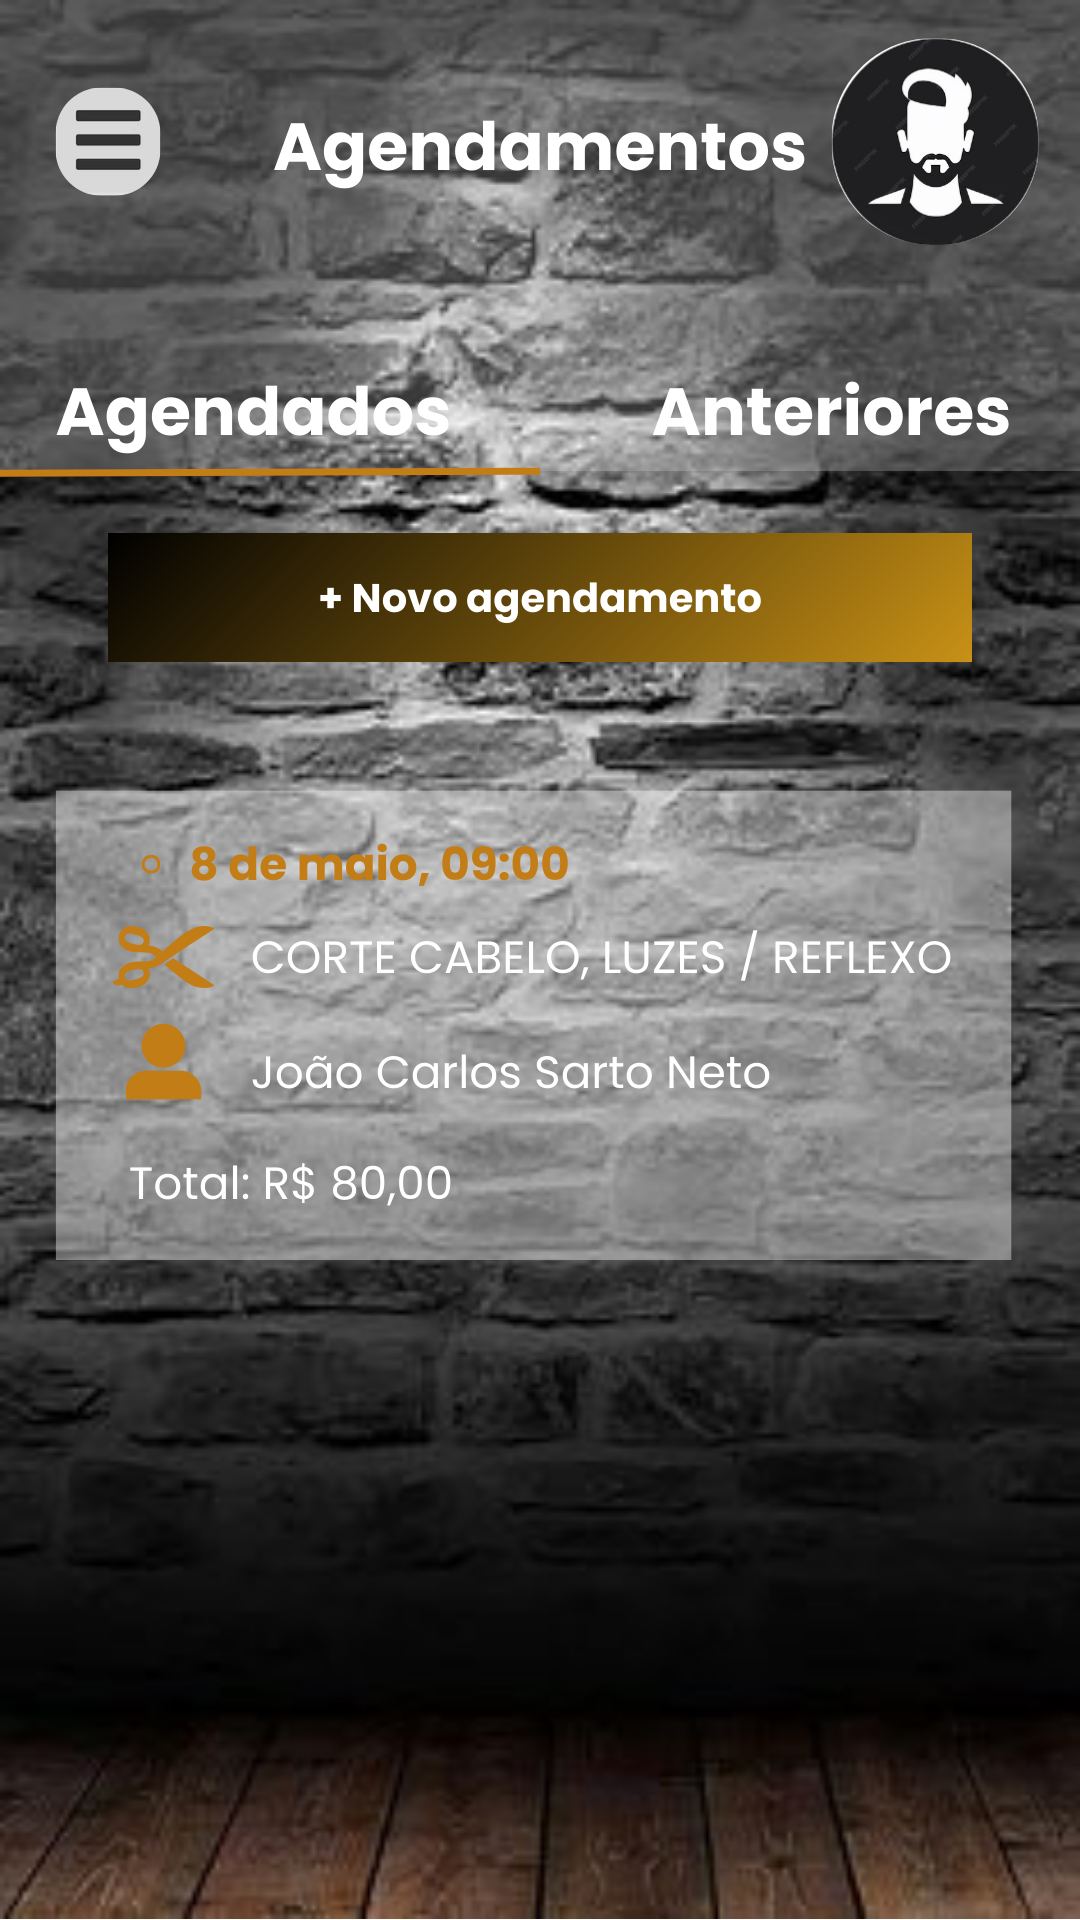 Agendamentos
Agendados Anteriores
+ Novo agendamento
8 de maio, 09:00
CORTE CABELO, LUZES / REFLEXO
João Carlos Sarto Neto
Total: R$ 80,00